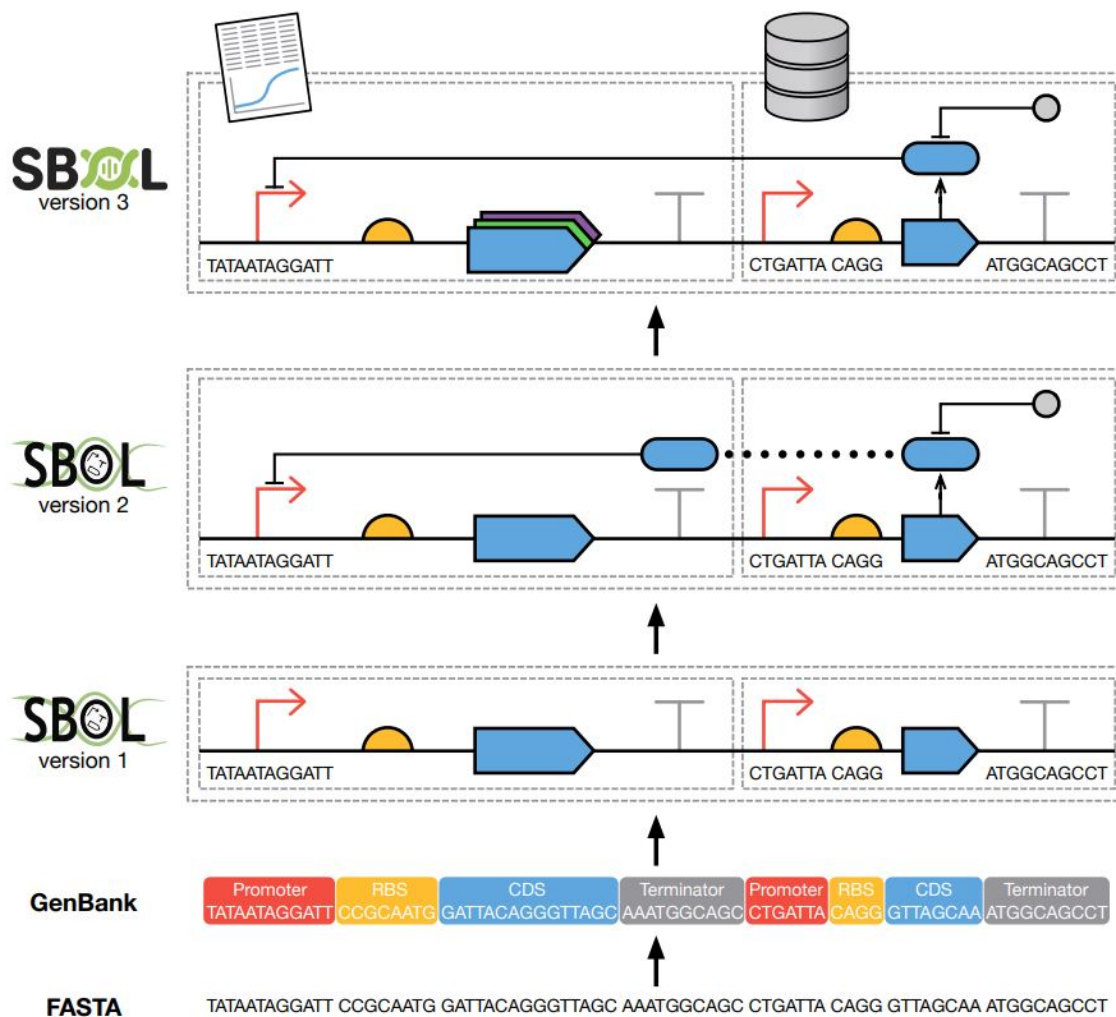 SBOL
version 3
TATAATAGGATT CTGATTA CAGG ATGGCAGCCT
SBOL
version 2
TATAATAGGATT CTGATTA CAGG ATGGCAGCCT
SBOL
version 1
TATAATAGGATT CTGATTA CAGG ATGGCAGCCT
GenBank
Promoter RBS CDS Terminator Promoter RBS CDS Terminator
TATAATAGGATT CCGCAATG GATTACAGGGTTAGC AAATGGCAGC CTGATTA CAGG GTTAGCAA ATGGCAGCCT
FASTA TATAATAGGATT CCGCAATG GATTACAGGGTTAGC AAATGGCAGC CTGATTA CAGG GTTAGCAA ATGGCAGCCT